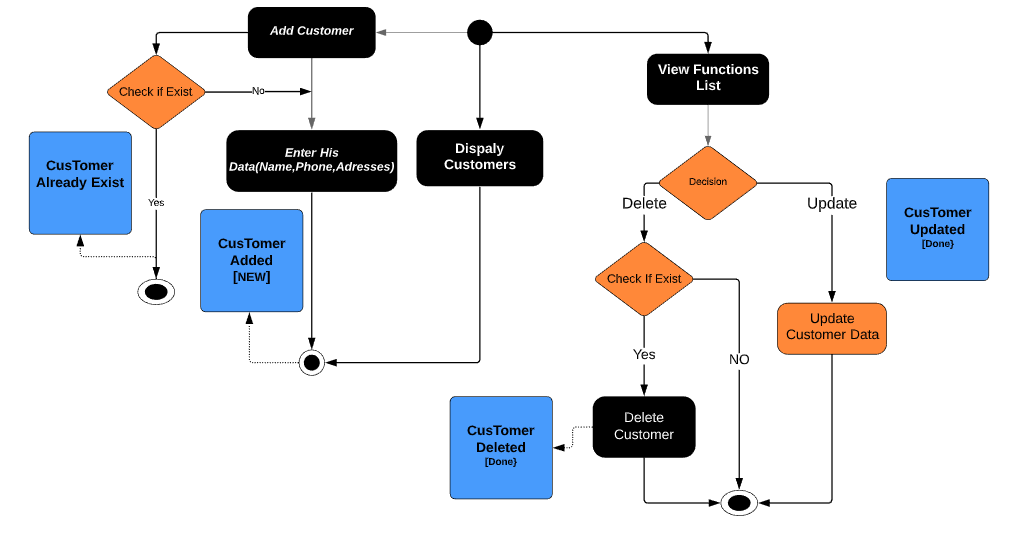 Add Customer
View Functions
List
Check if Exist
No
Enter His
Data(Name,Phone,Adresses)
Dispaly
Customers
CusTomer
Already Exist
Yes
CusTomer
Added
[NEW]
Decision
Delete
Update
CusTomer
Updated
[Done}
Check If Exist
Update
Customer Data
Yes
NO
CusTomer
Deleted
[Done}
Delete
Customer